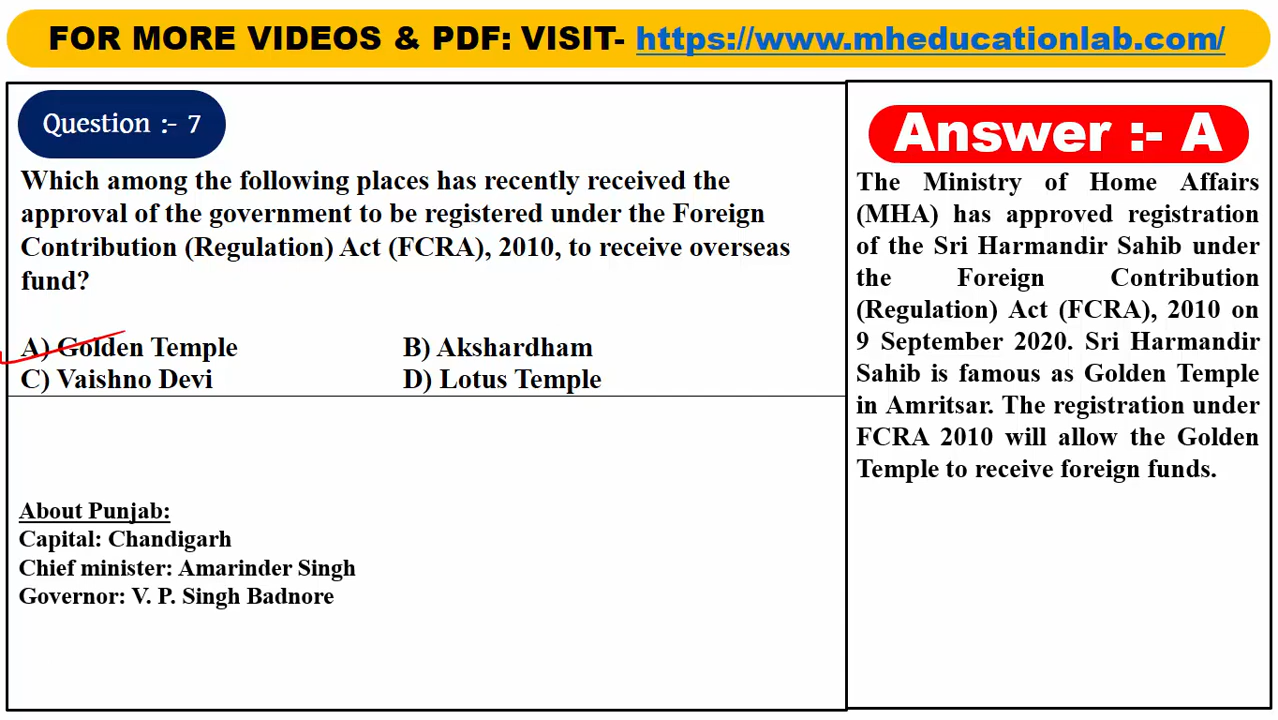 FOR MORE VIDEOS & PDF: VISIT- https://www.mheducationlab.com/
Question :- 7
Which among the following places has recently received the
approval of the government to be registered under the Foreign
Contribution (Regulation) Act (FCRA), 2010, to receive overseas
fund?
A) Golden Temple B) Akshardham
C) Vaishno Devi D) Lotus Temple
About Punjab:
Capital: Chandigarh
Chief minister: Amarinder Singh
Governor: V. P. Singh Badnore
Answer :- A
The Ministry of Home Affairs
(MHA) has approved registration
of the Sri Harmandir Sahib under
the Foreign Contribution
(Regulation) Act (FCRA), 2010 on
9 September 2020. Sri Harmandir
Sahib is famous as Golden Temple
in Amritsar. The registration under
FCRA 2010 will allow the Golden
Temple to receive foreign funds.